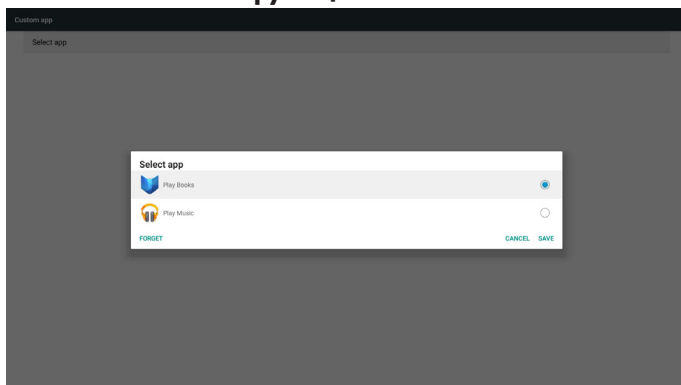 Custom app
Select app
Select app
Play Books
Play Music
FORGET
CANCEL SAVE